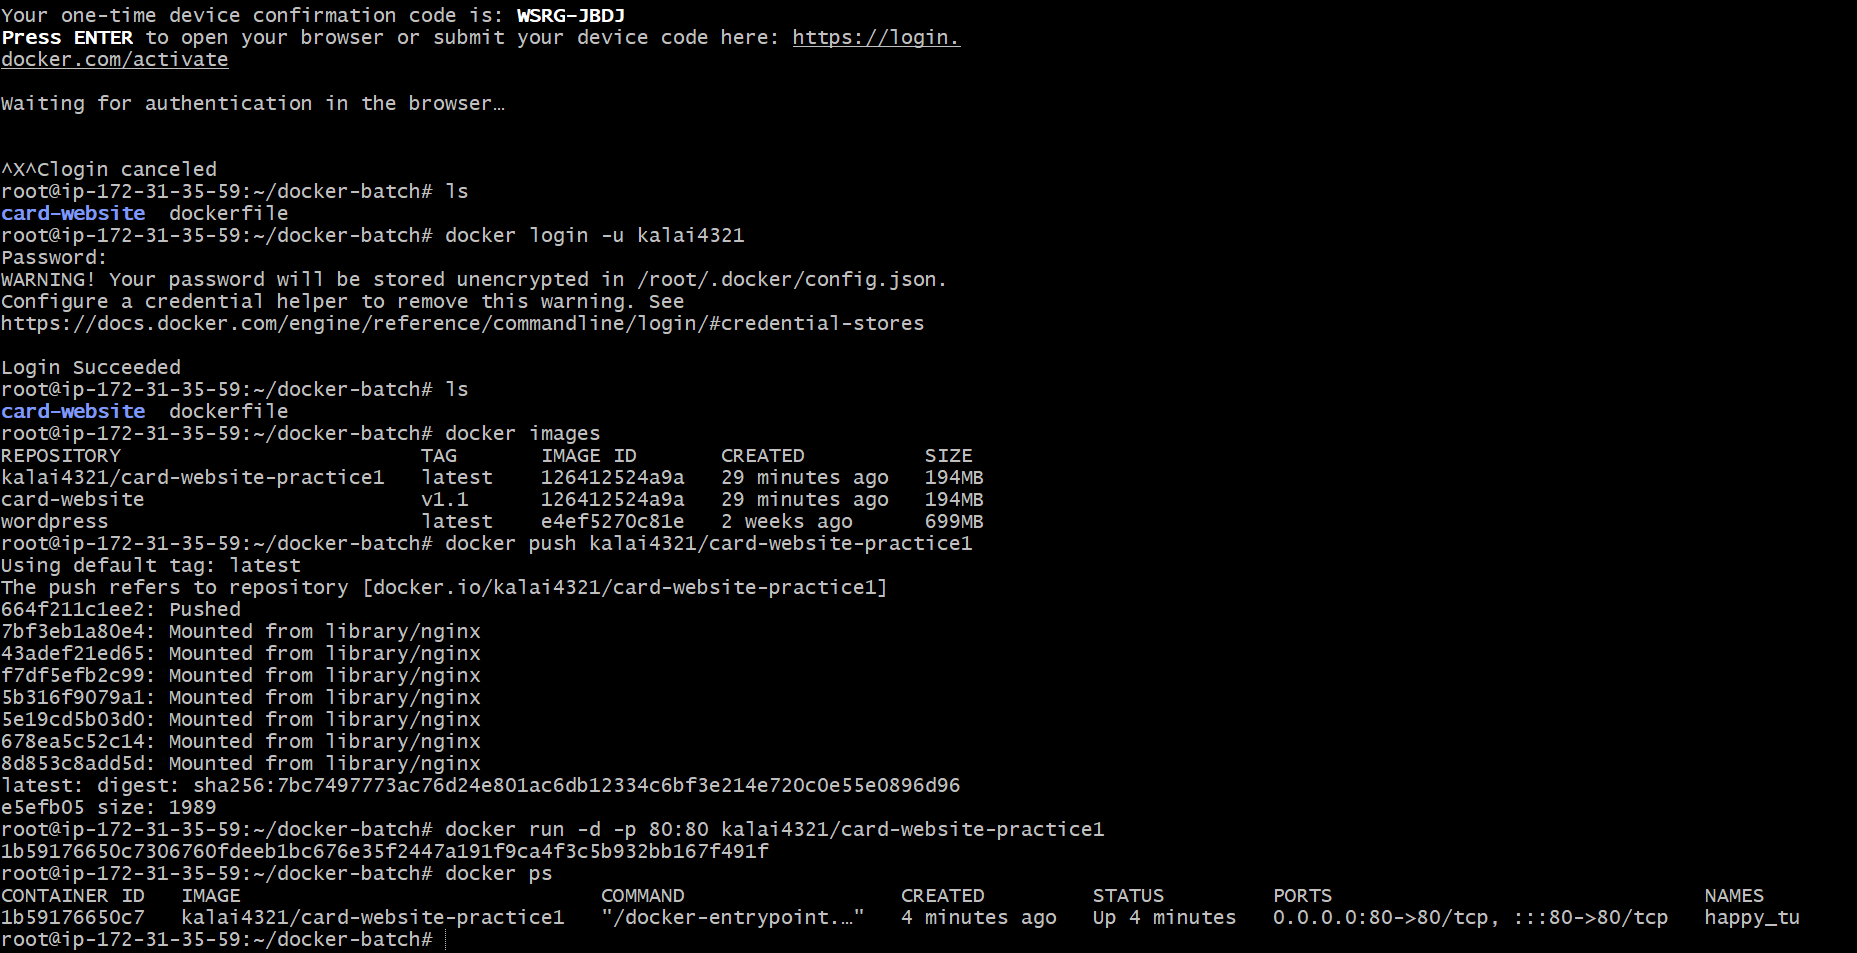 Your one-time device confirmation code is: WSRG-JBDJ
Press ENTER to open your browser or submit your device code here: https://login.
docker.com/activate
Waiting for authentication in the browser…
^X^Clogin canceled
root@ip-172-31-35-59:~/docker-batch# ls
card-website  dockerfile
root@ip-172-31-35-59:~/docker-batch# docker login -u kalai4321
Password:
WARNING! Your password will be stored unencrypted in /root/.docker/config.json.
Configure a credential helper to remove this warning. See
https://docs.docker.com/engine/reference/commandline/login/#credential-stores
Login Succeeded
root@ip-172-31-35-59:~/docker-batch# ls
card-website  dockerfile
root@ip-172-31-35-59:~/docker-batch# docker images
REPOSITORY                         TAG       IMAGE ID       CREATED          SIZE
kalai4321/card-website-practice1   latest    126412524a9a   29 minutes ago   194MB
card-website                       v1.1      126412524a9a   29 minutes ago   194MB
wordpress                          latest    e4ef5270c81e   2 weeks ago      699MB
root@ip-172-31-35-59:~/docker-batch# docker push kalai4321/card-website-practice1
Using default tag: latest
The push refers to repository [docker.io/kalai4321/card-website-practice1]
664f211c1ee2: Pushed
7bf3eb1a80e4: Mounted from library/nginx
43adef21ed65: Mounted from library/nginx
f7df5efb2c99: Mounted from library/nginx
5b316f9079a1: Mounted from library/nginx
5e19cd5b03d0: Mounted from library/nginx
678ea5c52c14: Mounted from library/nginx
8d853c8add5d: Mounted from library/nginx
latest: digest: sha256:7bc7497773ac76d24e801ac6db12334c6bf3e214e720c0e55e0896d96
e5efb05 size: 1989
root@ip-172-31-35-59:~/docker-batch# docker run -d -p 80:80 kalai4321/card-website-practice1
1b59176650c7306760fdeeb1bc676e35f2447a191f9ca4f3c5b932bb167f491f
root@ip-172-31-35-59:~/docker-batch# docker ps
CONTAINER ID   IMAGE                              COMMAND                  CREATED         STATUS         PORTS                               NAMES
1b59176650c7   kalai4321/card-website-practice1   "/docker-entrypoint.…"   4 minutes ago   Up 4 minutes   0.0.0.0:80->80/tcp, :::80->80/tcp   happy_tu
root@ip-172-31-35-59:~/docker-batch#